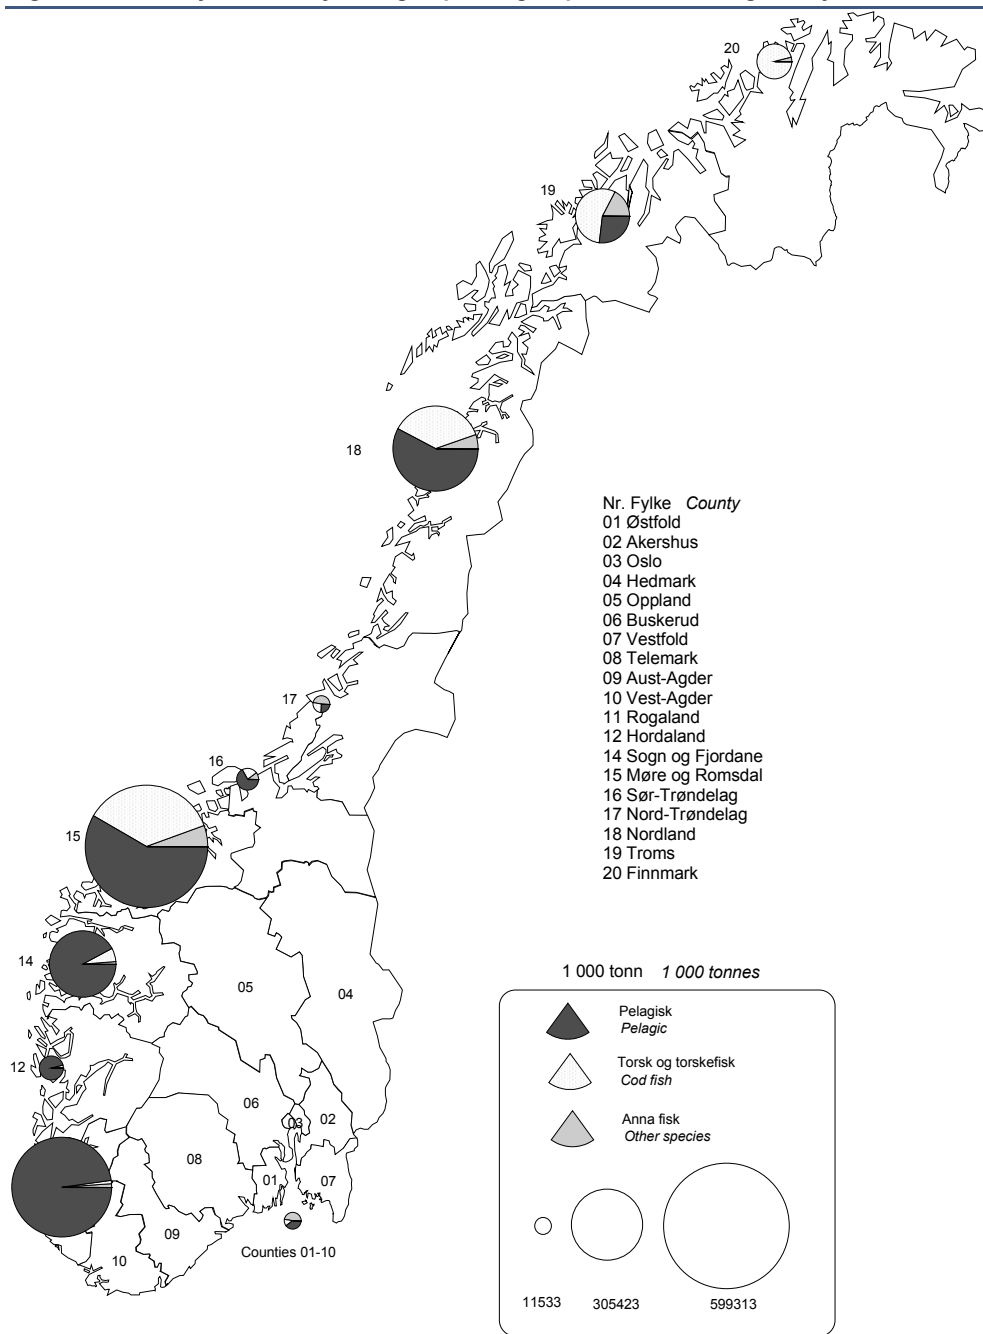 20
19
18
Nr. Fylke County
01 Østfold
02 Akershus
03 Oslo
04 Hedmark
05 Oppland
06 Buskerud
07 Vestfold
08 Telemark
09 Aust-Agder
10 Vest-Agder
11 Rogaland
12 Hordaland
14 Sogn og Fjordane
15 Møre og Romsdal
16 Sør-Trøndelag
17 Nord-Trøndelag
18 Nordland
19 Troms
20 Finnmark
17
16
15
14
05
04
12
06
03
02
08
01
07
09
10
Counties 01-10
1 000 tonn 1 000 tonnes
Pelagisk
Pelagic
Torsk og torskefisk
Cod fish
Anna fisk
Other species
11533
305423
599313